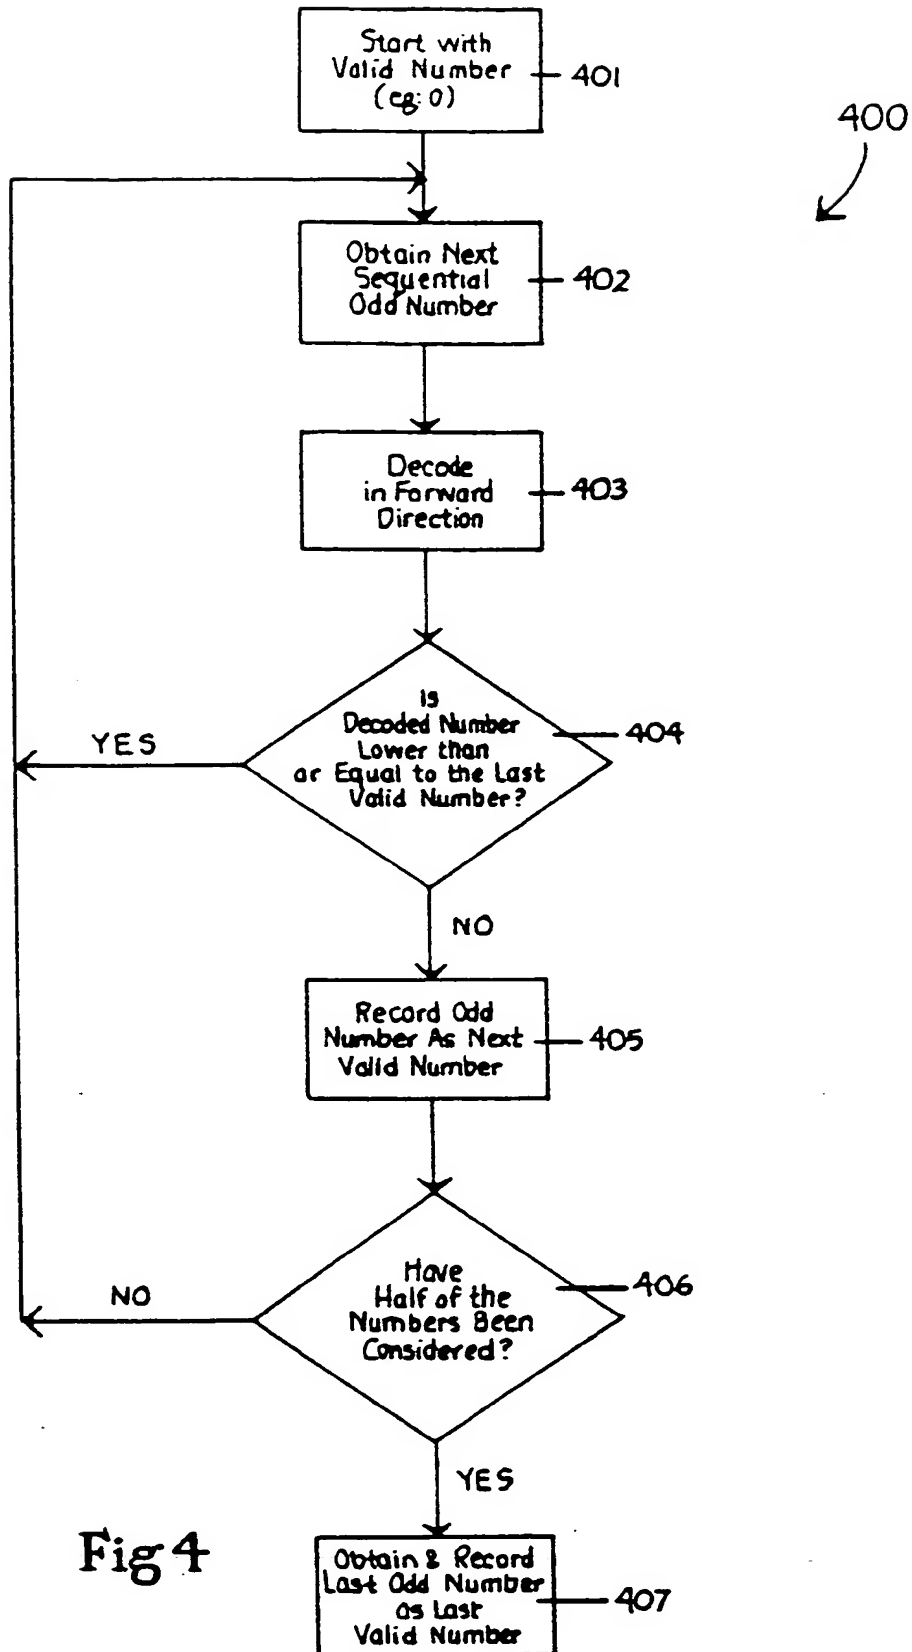 Start with
Valid Number
(eg: 0)
401
400
Obtain Next
Sequential
Odd Number
402
Decode
in Forward
Direction
403
Is
Decoded Number
Lower than
or Equal to the Last
Valid Number?
404
YES
NO
Record Odd
Number As Next
Valid Number
405
Have
Half of the
Numbers Been
Considered?
406
NO
YES
Obtain & Record
Last Odd Number
as Last
Valid Number
407
Fig 4